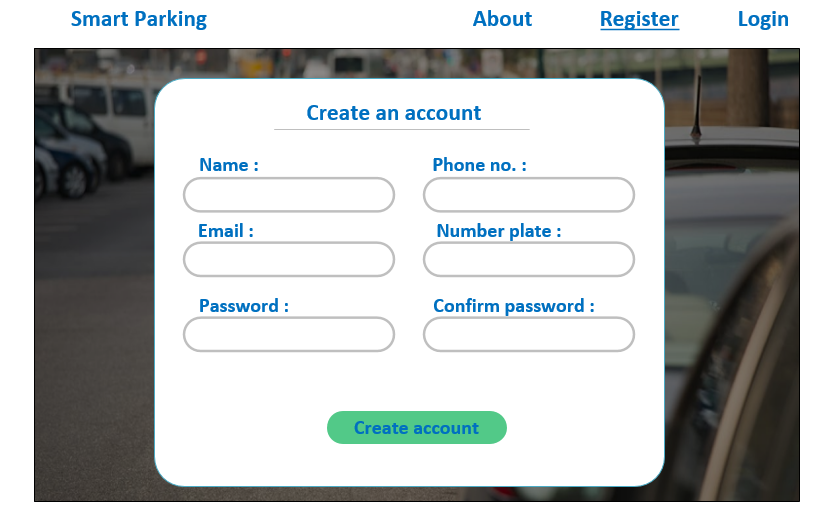 Smart Parking About Register Login
Create an account
Name : Phone no. :
Email : Number plate :
Password : Confirm password :
Create account